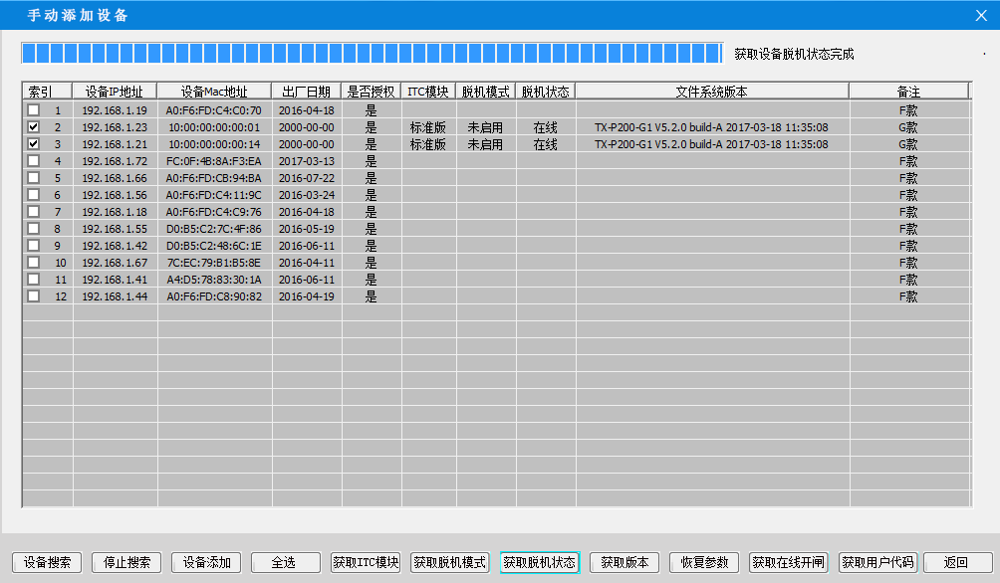 手动添加设备
获取设备脱机状态完成
索引 设备IP地址 设备Mac地址 出厂日期 是否授权 ITC模块 脱机模式 脱机状态 文件系统版本 备注
1 192.168.1.19 A0:F6:FD:C4:C0:70 2016-04-18 是 F款
2 192.168.1.23 10:00:00:00:00:01 2000-00-00 是 标准版 未启用 在线 TX-P200-G1 V5.2.0 build-A 2017-03-18 11:35:08 G款
3 192.168.1.21 10:00:00:00:00:14 2000-00-00 是 标准版 未启用 在线 TX-P200-G1 V5.2.0 build-A 2017-03-18 11:35:08 G款
4 192.168.1.72 FC:0F:4B:8A:F3:EA 2017-03-13 是 F款
5 192.168.1.66 A0:F6:FD:CB:94:BA 2016-07-22 是 F款
6 192.168.1.56 A0:F6:FD:C4:11:9C 2016-03-24 是 F款
7 192.168.1.18 A0:F6:FD:C4:C9:76 2016-04-18 是 F款
8 192.168.1.55 D0:B5:C2:7C:4F:86 2016-05-19 是 F款
9 192.168.1.42 D0:B5:C2:48:6C:1E 2016-06-11 是 F款
10 192.168.1.67 7C:EC:79:B1:B5:8E 2016-04-11 是 F款
11 192.168.1.41 A4:D5:78:83:30:1A 2016-06-11 是 F款
12 192.168.1.44 A0:F6:FD:C8:90:82 2016-04-19 是 F款
设备搜索 停止搜索 设备添加 全选 获取ITC模块 获取脱机模式 获取脱机状态 获取版本 恢复参数 获取在线开闸 获取用户代码 返回